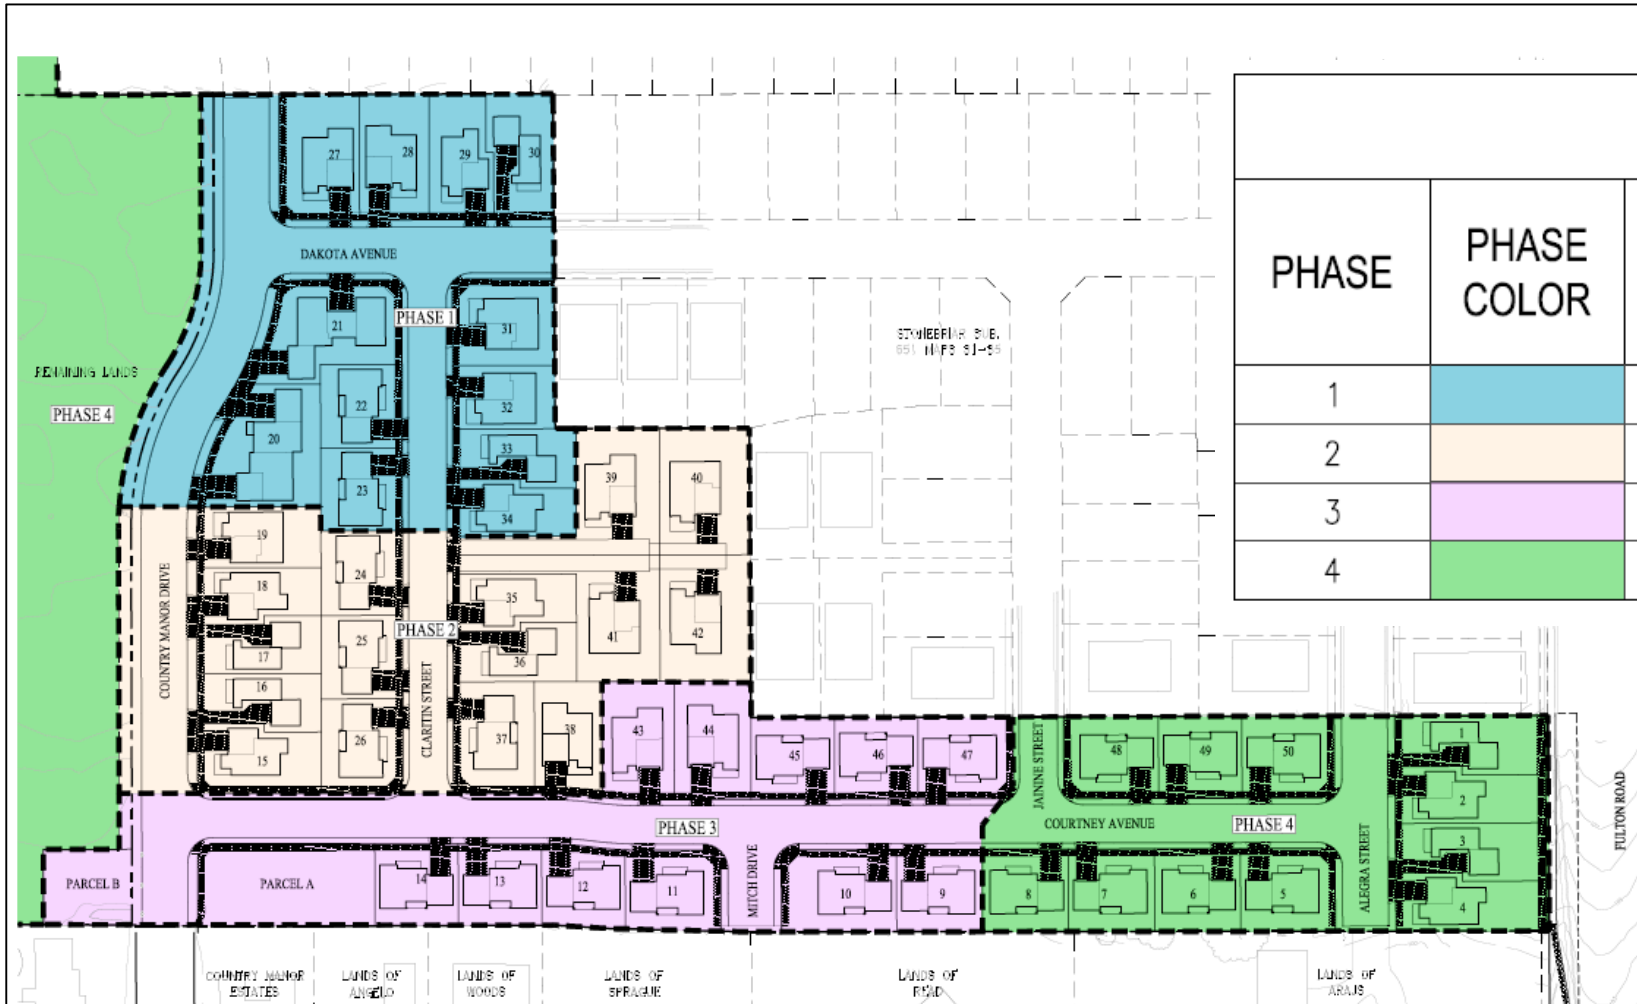 PHASE
PHASE
COLOR
1
2
3
4
27
28
29
30
DAKOTA AVENUE
PHASE 1
21
31
STONEBRIAR SUB.
REMAINING LANDS
PHASE 4
22
32
20
33
23
34
39
40
19
24
18
35
COUNTRY MANOR DRIVE
PHASE 2
25
17
36
41
42
16
CLARITIN STREET
15
26
37
38
43
44
45
46
47
JAININE STREET
48
49
50
1
2
3
4
FULTON ROAD
PHASE 3
COURTNEY AVENUE
PHASE 4
PARCEL B
PARCEL A
14
13
12
11
MITCH DRIVE
10
9
8
7
6
5
ALEGRA STREET
COUNTRY MANOR
ESTATES
LANDS OF
ANGELO
LANDS OF
WOODS
LANDS OF
SPRAGUE
LANDS OF
READ
LANDS OF
ARAJS